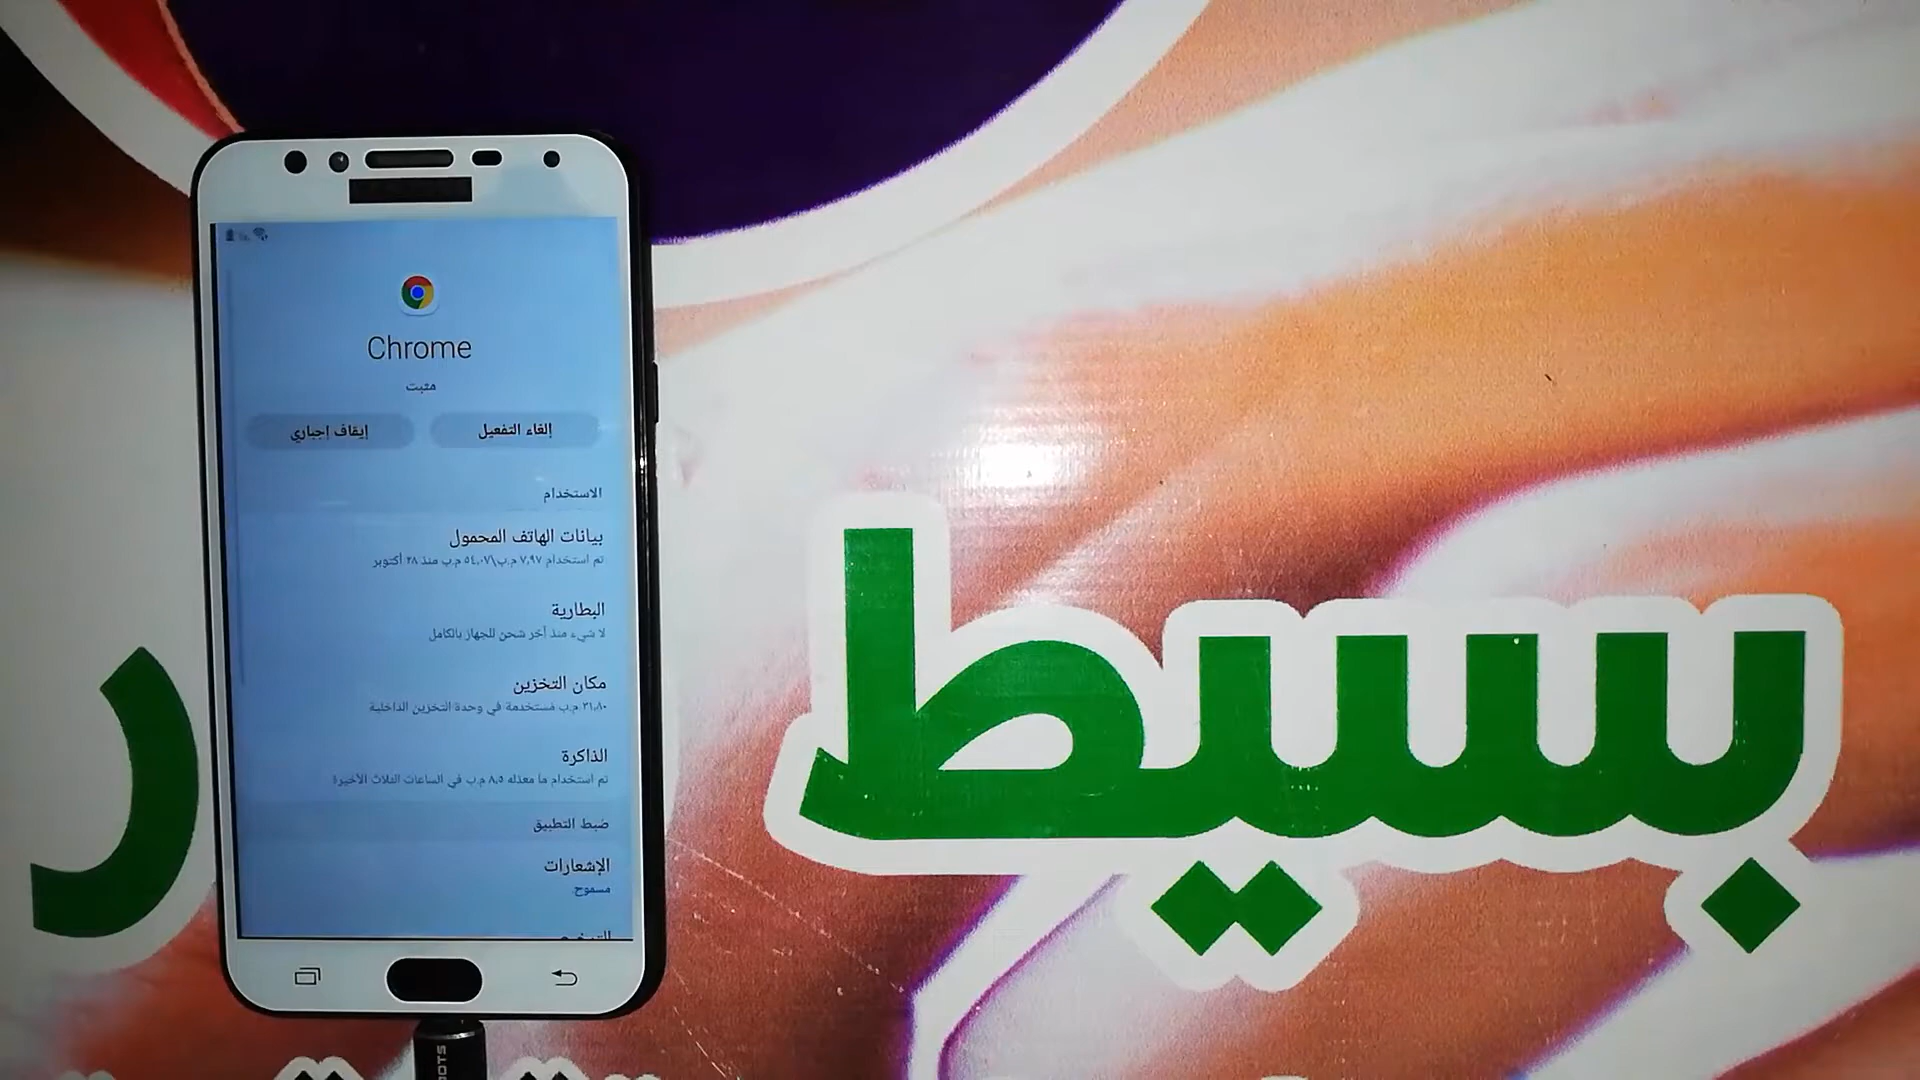 Chrome
مثبت
إلغاء التفعيل
إيقاف إجباري
الاستخدام
بيانات الهاتف المحمول
تم استخدام ٧,٩٧ م.ب\٥٤,٠٧ م.ب منذ ٢٨ أكتوبر
البطارية
لا شيء منذ آخر شحن للجهاز بالكامل
مكان التخزين
٣١,٨٠ م.ب مستخدمة في وحدة التخزين الداخلية
الذاكرة
تم استخدام ما معدله ٨,٥ م.ب في الساعات الثلاث الأخيرة
ضبط التطبيق
الإشعارات
مسموح
بسيط